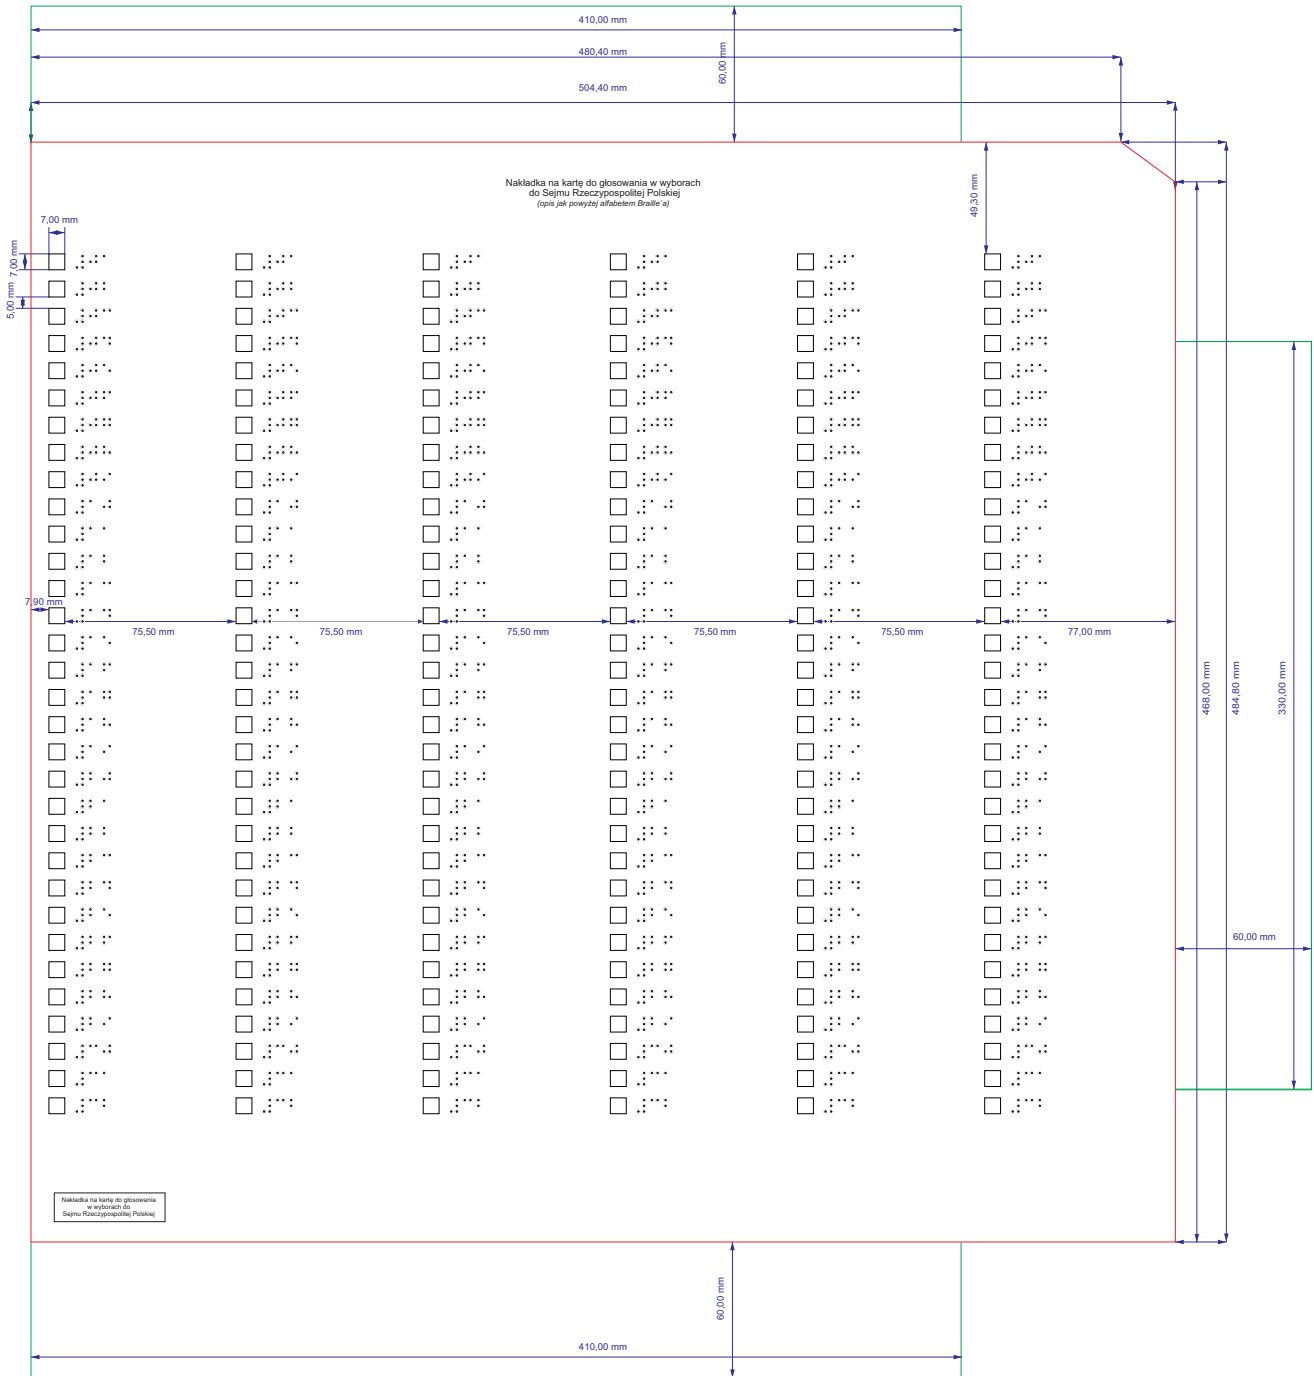 410,00 mm
480,40 mm
504,40 mm
60,00 mm
Nakładka na kartę do głosowania w wyborach
do Sejmu Rzeczypospolitej Polskiej
(opis jak powyżej alfabetem Braille`a)
49,30 mm
7,00 mm
7,00 mm
5,00 mm
7,90 mm
75,50 mm
75,50 mm
75,50 mm
75,50 mm
75,50 mm
77,00 mm
468,00 mm
484,80 mm
330,00 mm
60,00 mm
Nakładka na kartę do głosowania
w wyborach do
Sejmu Rzeczypospolitej Polskiej
60,00 mm
410,00 mm